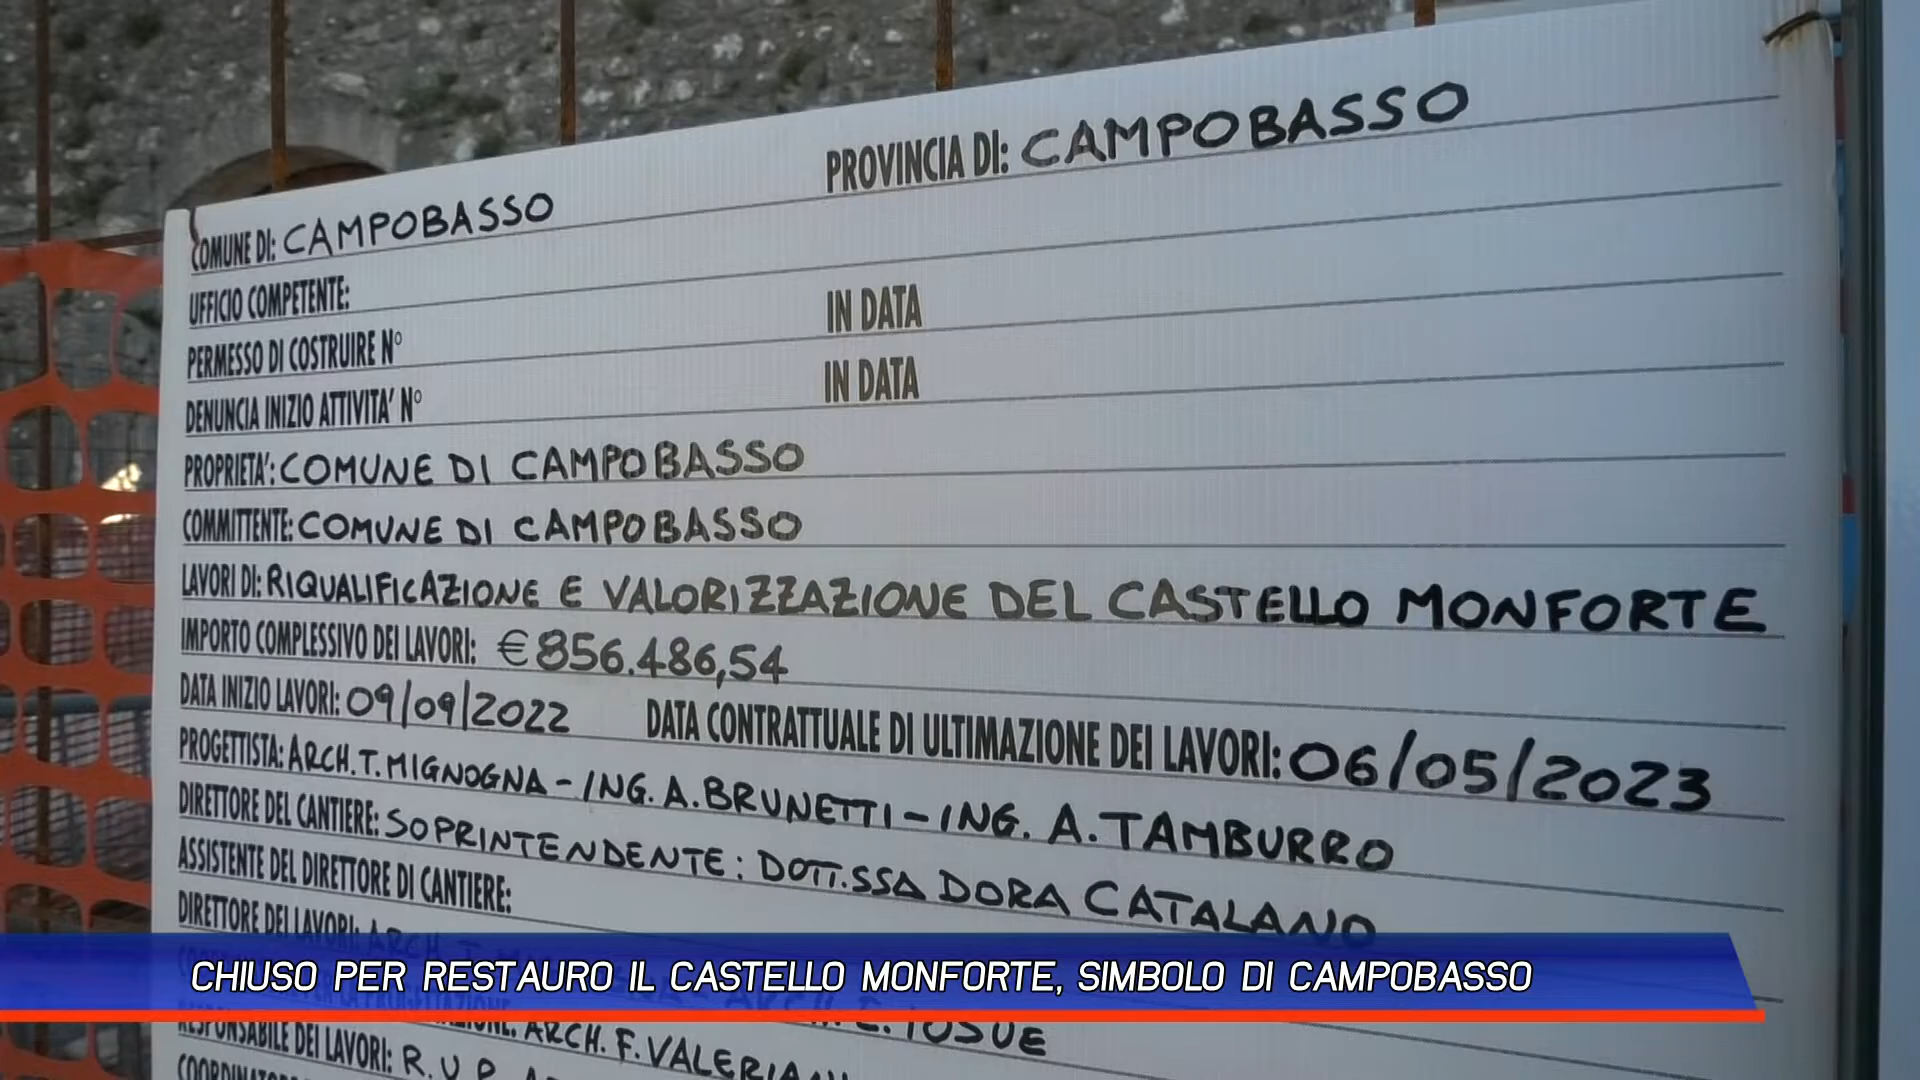 COMUNE DI: CAMPOBASSO PROVINCIA DI: CAMPOBASSO
UFFICIO COMPETENTE:
PERMESSO DI COSTRUIRE N° IN DATA
DENUNCIA INIZIO ATTIVITA' N° IN DATA
PROPRIETA': COMUNE DI CAMPOBASSO
COMMITTENTE: COMUNE DI CAMPOBASSO
LAVORI DI: RIQUALIFICAZIONE E VALORIZZAZIONE DEL CASTELLO MONFORTE
IMPORTO COMPLESSIVO DEI LAVORI: €856.486,54
DATA INIZIO LAVORI: 09/09/2022 DATA CONTRATTUALE DI ULTIMAZIONE DEI LAVORI: 06/05/2023
PROGETTISTA: ARCH. T. MIGNOGNA - ING. A. BRUNETTI - ING. A. TAMBURRO
DIRETTORE DEL CANTIERE: SOPRINTENDENTE: DOTT.SSA DORA CATALANO
ASSISTENTE DEL DIRETTORE DI CANTIERE:
DIRETTORE DEI LAVORI: ARCH. T.
CHIUSO PER RESTAURO IL CASTELLO MONFORTE, SIMBOLO DI CAMPOBASSO
IOSUE
ARCH. F. VALERIANI
RESPONSABILE DEI LAVORI: R.U.P.